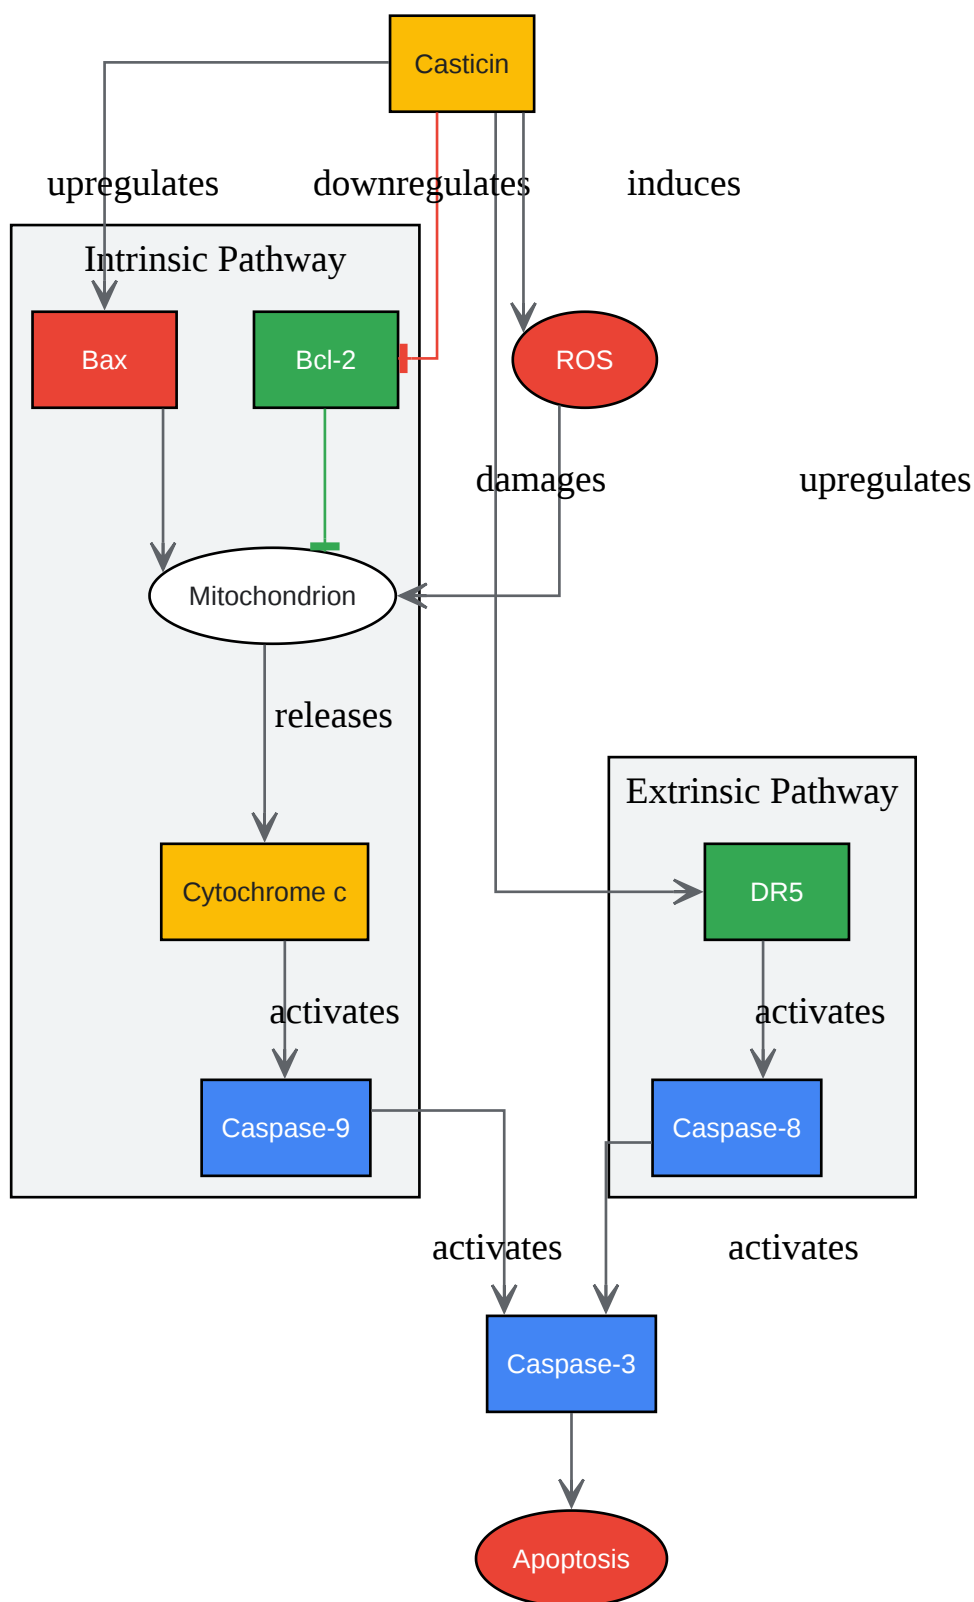 Casticin
upregulates
downregulates
induces
Intrinsic Pathway
Bax
Bcl-2
ROS
damages
upregulates
Mitochondrion
releases
Extrinsic Pathway
Cytochrome c
DR5
activates
activates
Caspase-9
Caspase-8
activates
activates
Caspase-3
Apoptosis